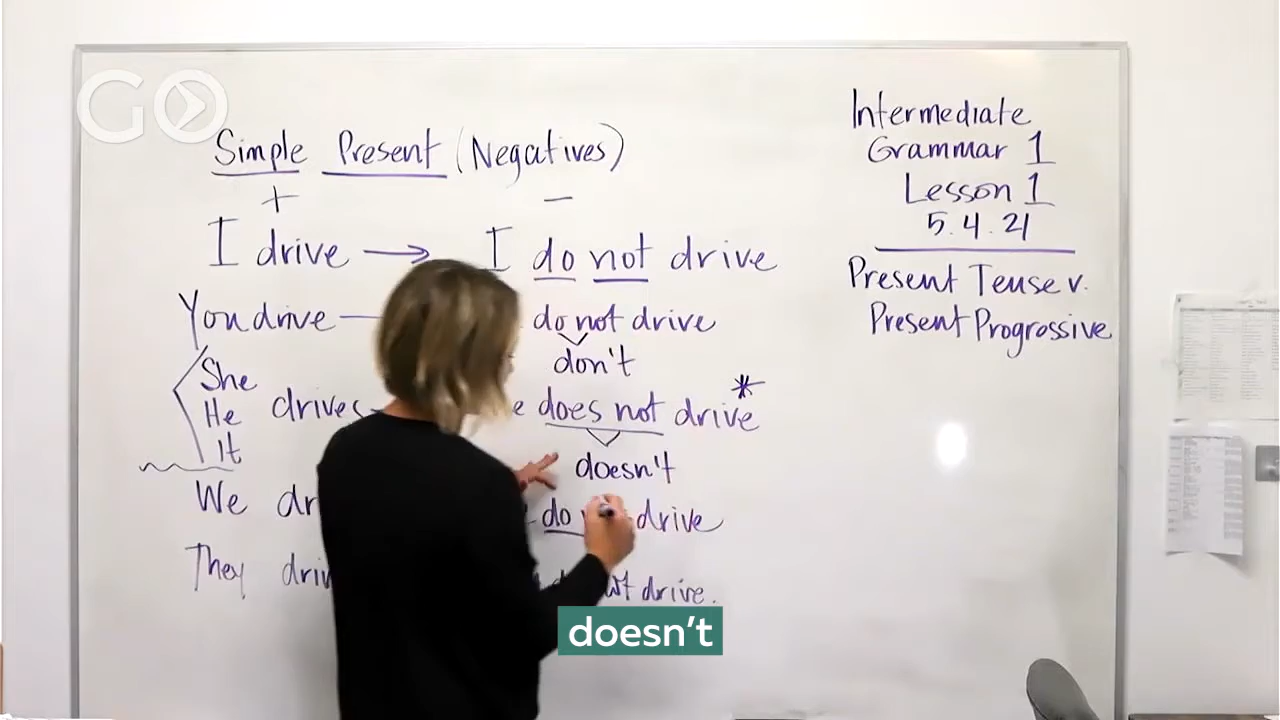 GO
Simple Present (Negatives)
+ −
I drive → I do not drive
You drive — do not drive
don't
She
He drives e does not drive*
It
doesn't
We dr do drive
They driv drive.
doesn't
Intermediate
Grammar 1
Lesson 1
5.4.21
Present Tense v.
Present Progressive